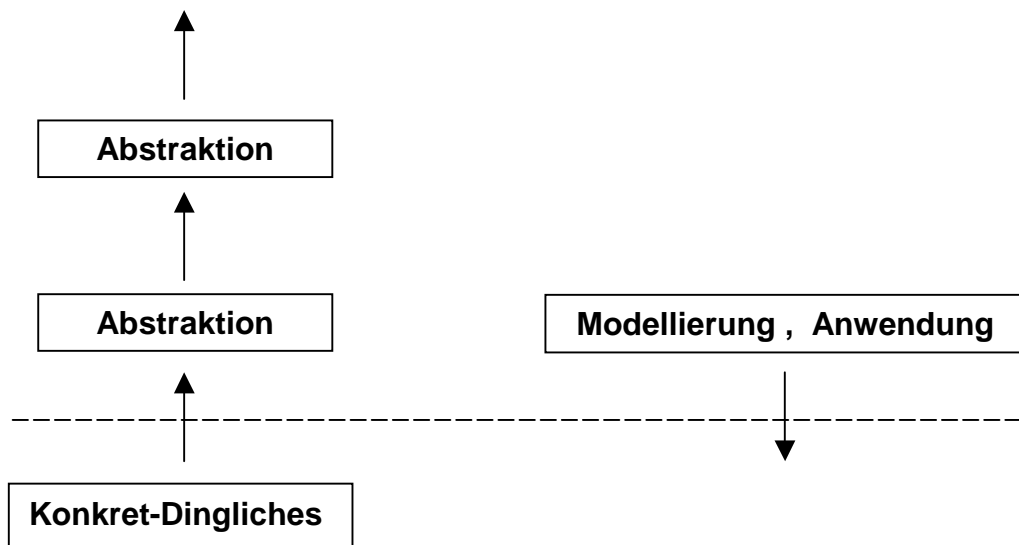 Abstraktion
Abstraktion
Modellierung , Anwendung
Konkret-Dingliches